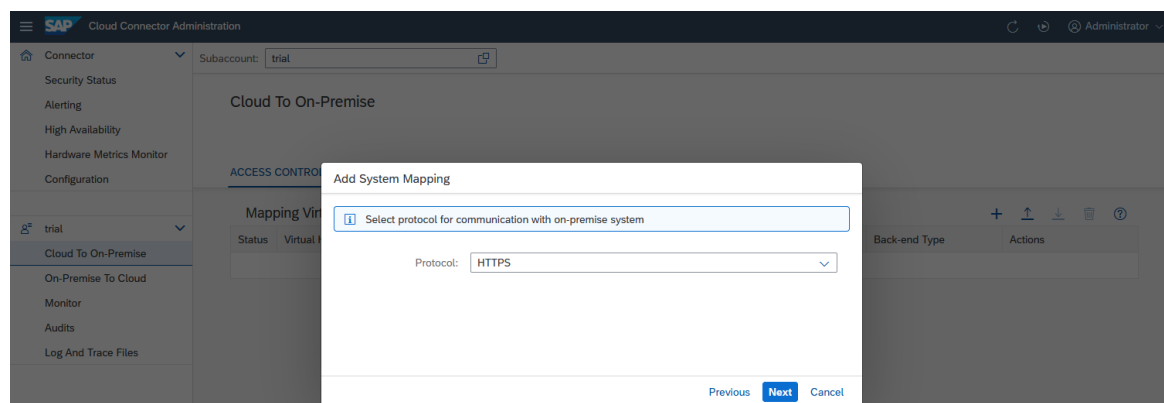 SAP Cloud Connector Administration
Administrator
Connector
Security Status
Alerting
High Availability
Hardware Metrics Monitor
Configuration
trial
Cloud To On-Premise
On-Premise To Cloud
Monitor
Audits
Log And Trace Files
Subaccount: trial
Cloud To On-Premise
ACCESS CONTROL
Mapping Virt
Status Virtual H Back-end Type Actions
Add System Mapping
Select protocol for communication with on-premise system
Protocol: HTTPS
Previous Next Cancel